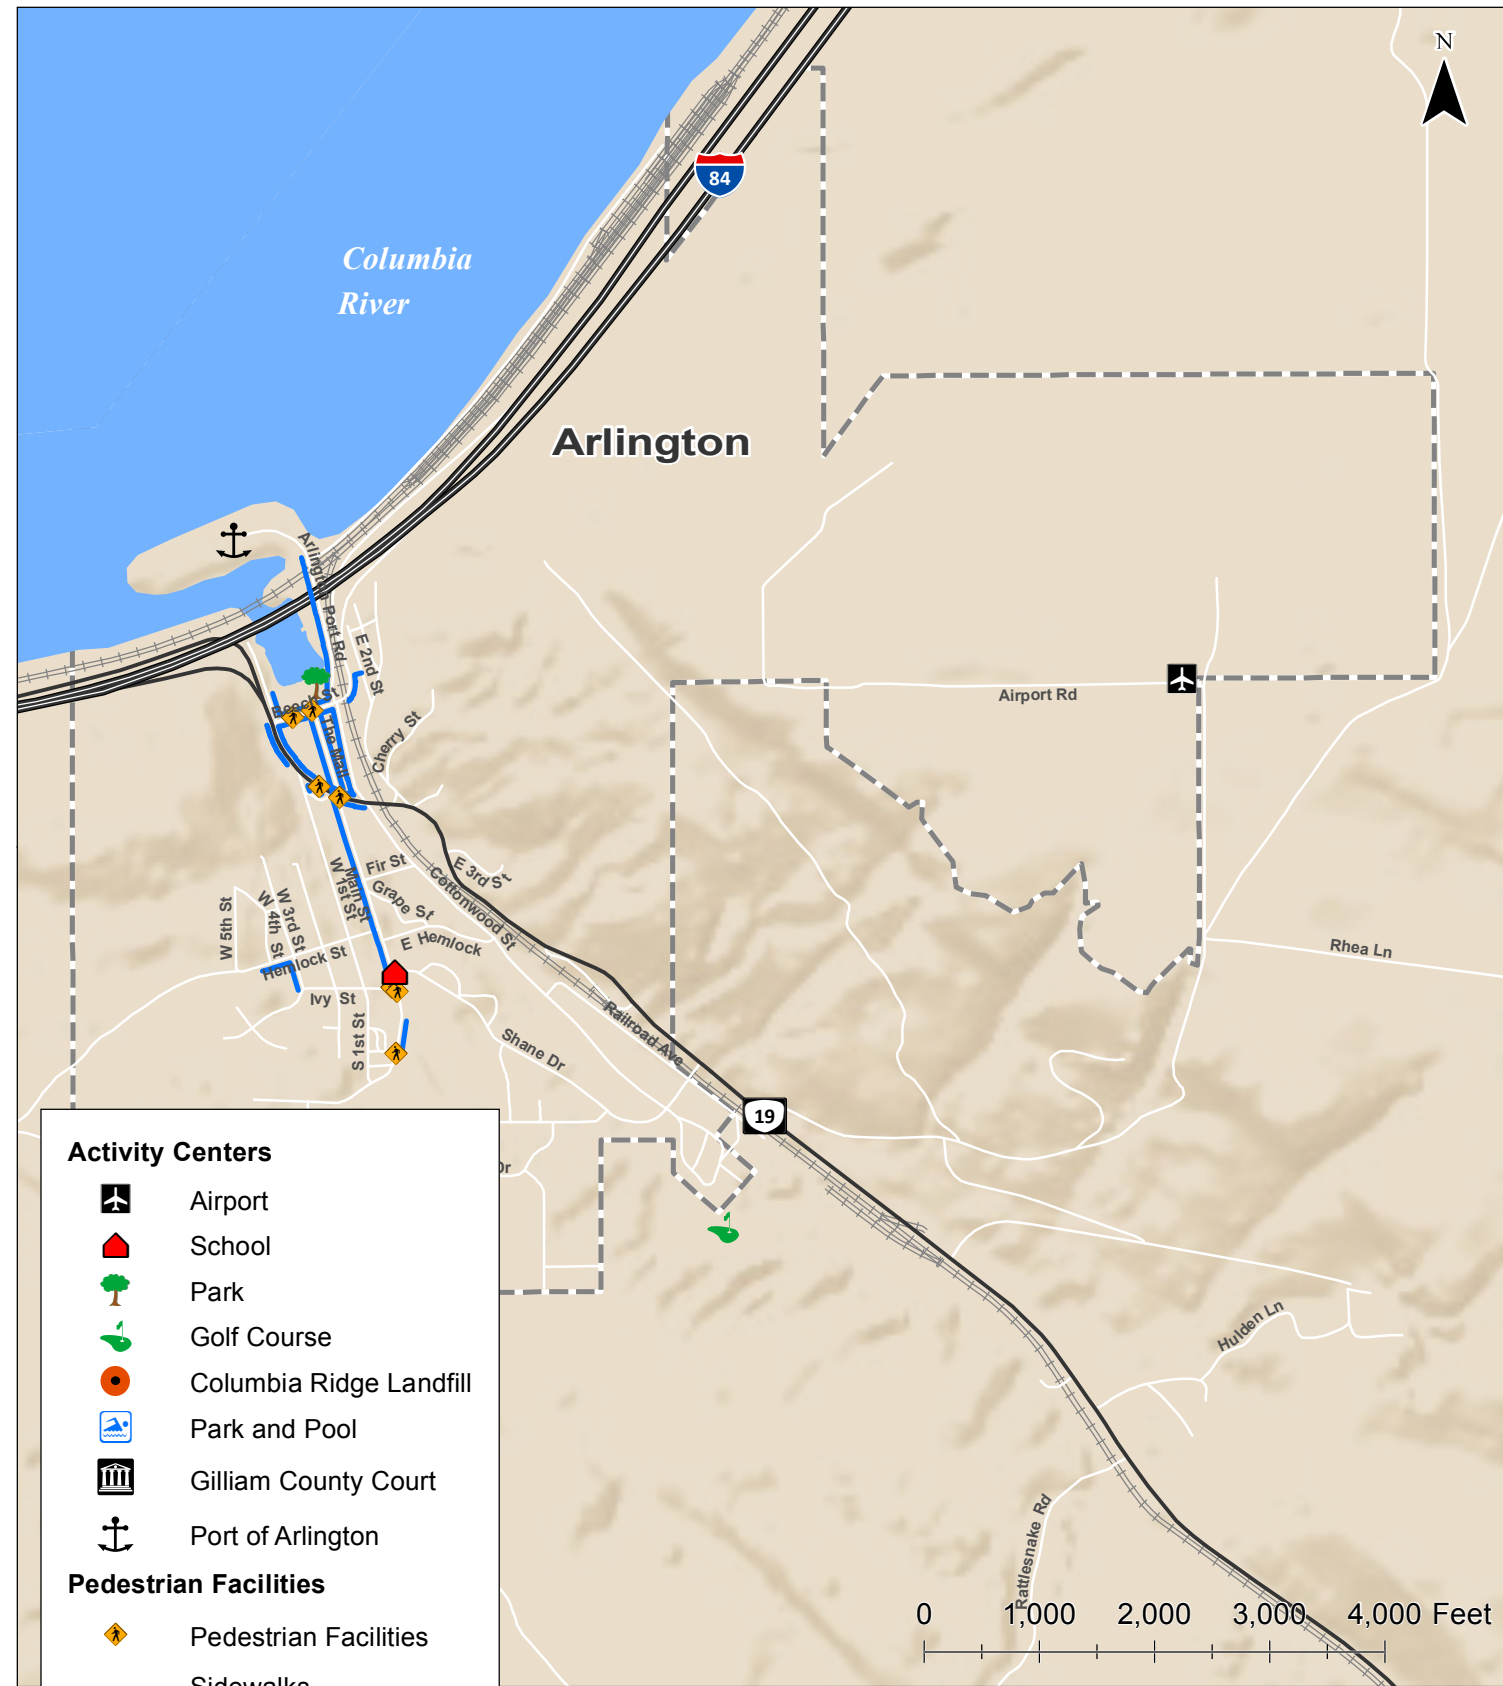 N
84
Columbia
River
Arlington
Arlington Port Rd
E 2nd St
Beech St
The Mall
Cherry St
Airport Rd
Fir St
E 3rd St
Main St
W 1st St
Grape St
Cottonwood St
W 5th St
W 4th St
W 3rd St
E Hemlock
Hemlock St
Rhea Ln
Ivy St
S 1st St
Shane Dr
Railroad Ave
19
Dr
Hulden Ln
Rattlesnake Rd
Activity Centers
Airport
School
Park
Golf Course
Columbia Ridge Landfill
Park and Pool
Gilliam County Court
Port of Arlington
Pedestrian Facilities
Pedestrian Facilities
Sidewalks
0 1,000 2,000 3,000 4,000 Feet